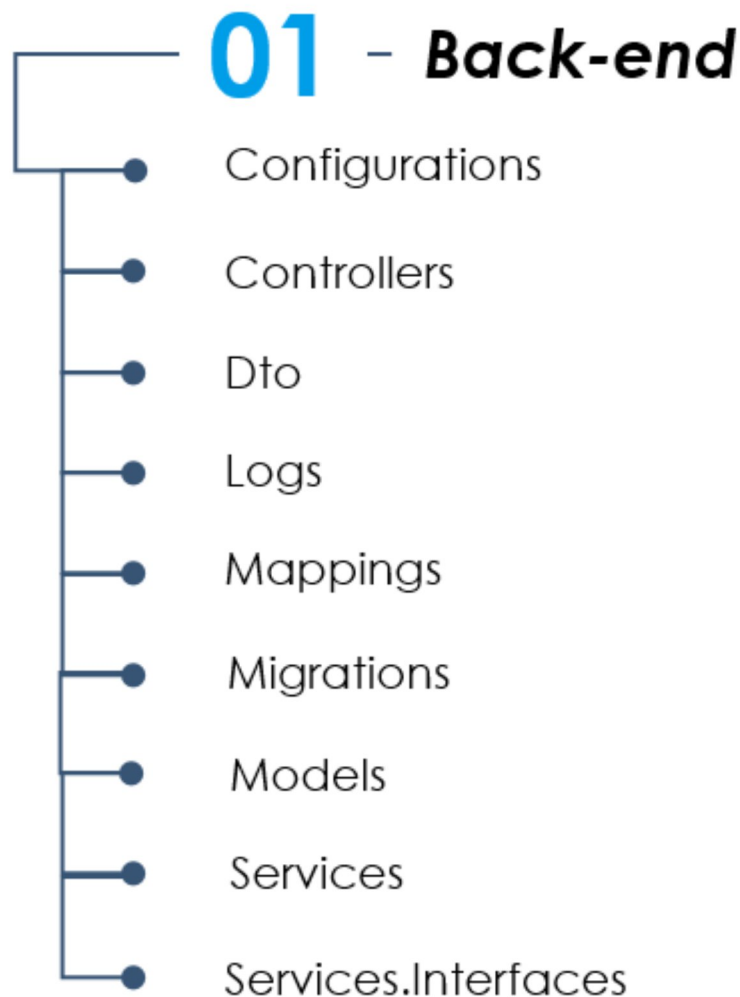 01 - Back-end
Configurations
Controllers
Dto
Logs
Mappings
Migrations
Models
Services
Services.Interfaces